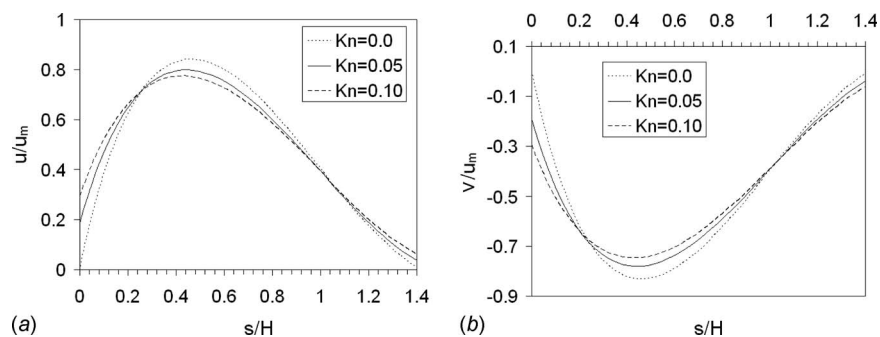 1
0.8
0.6
0.4
0.2
0
u/um
0 0.2 0.4 0.6 0.8 1 1.2 1.4
s/H
Kn=0.0
Kn=0.05
Kn=0.10
(a)
0 0.2 0.4 0.6 0.8 1 1.2 1.4
0.1
-0.1
-0.3
-0.5
-0.7
-0.9
v/um
Kn=0.0
Kn=0.05
Kn=0.10
s/H
(b)